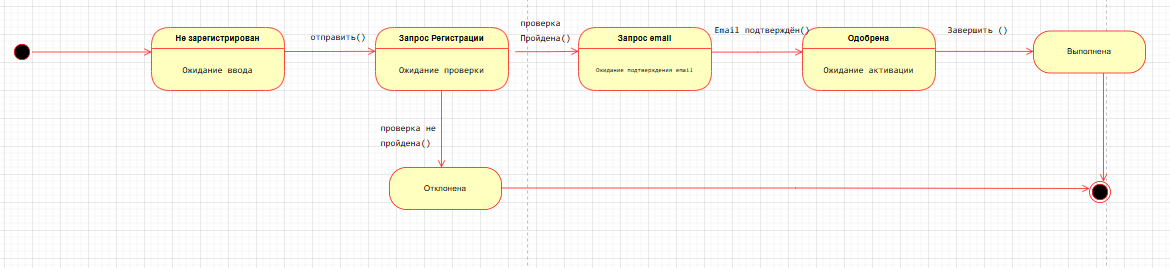 Не зарегистрирован
Ожидание ввода
отправить()
Запрос Регистрации
Ожидание проверки
проверка
Пройдена()
Запрос email
Ожидание подтверждения email
Email подтверждён()
Одобрена
Ожидание активации
Завершить ()
Выполнена
проверка не
пройдена()
Отклонена